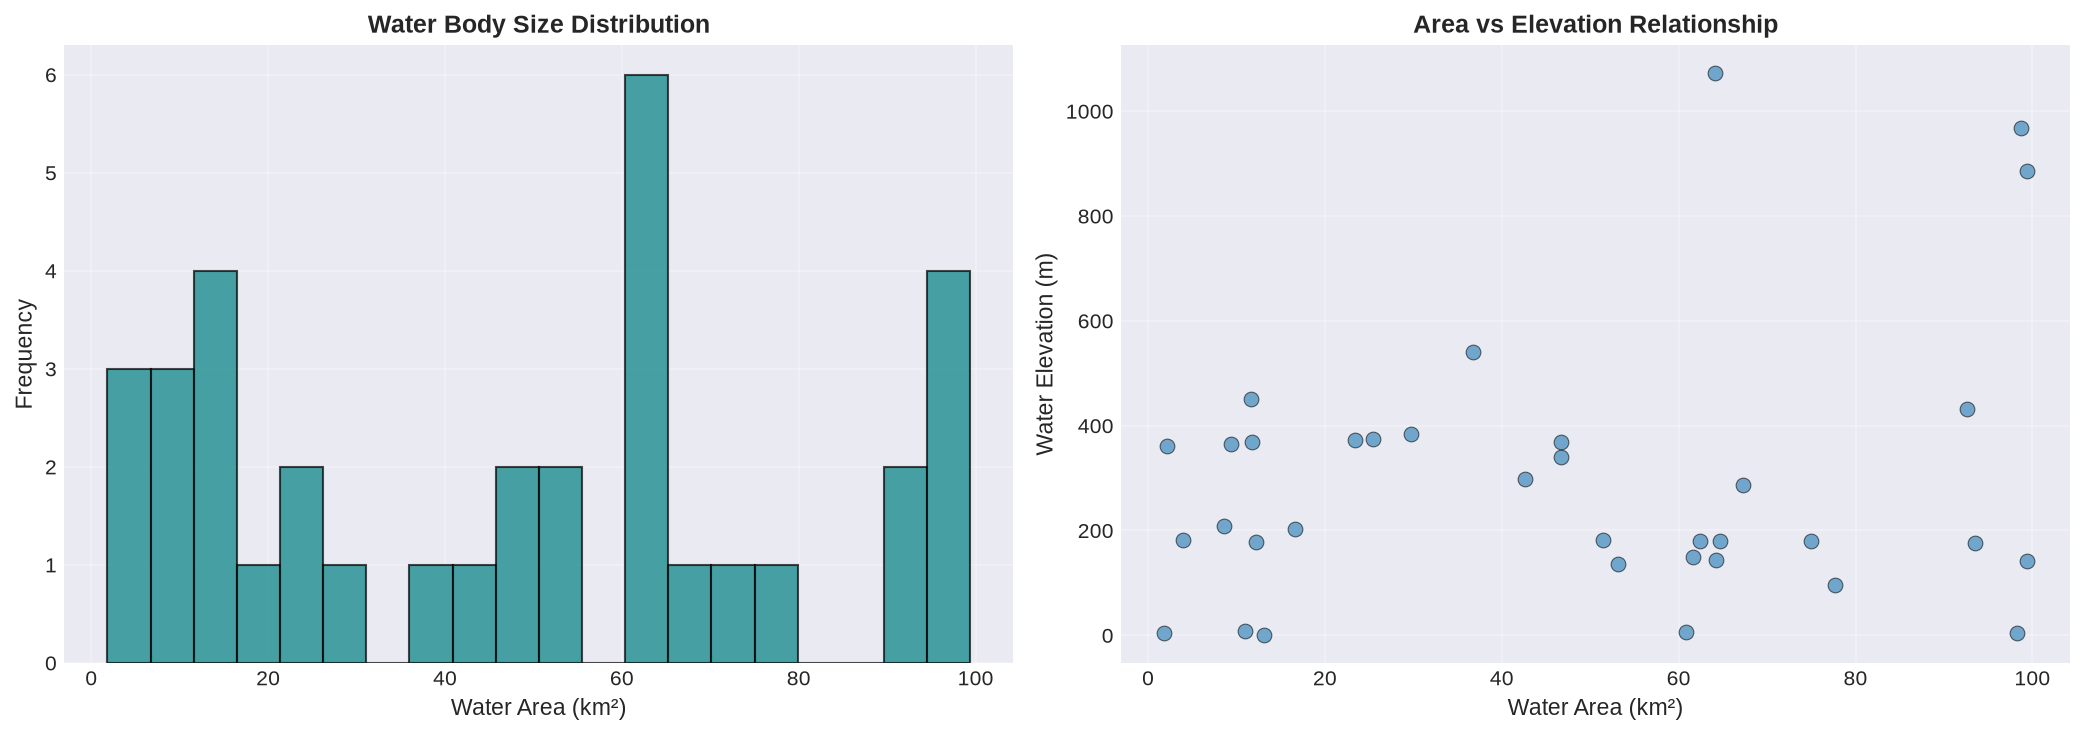 Water Body Size Distribution
6
5
4
3
2
1
0
Frequency
0 20 40 60 80 100
Water Area (km²)
Area vs Elevation Relationship
1000
800
600
400
200
0
Water Elevation (m)
0 20 40 60 80 100
Water Area (km²)